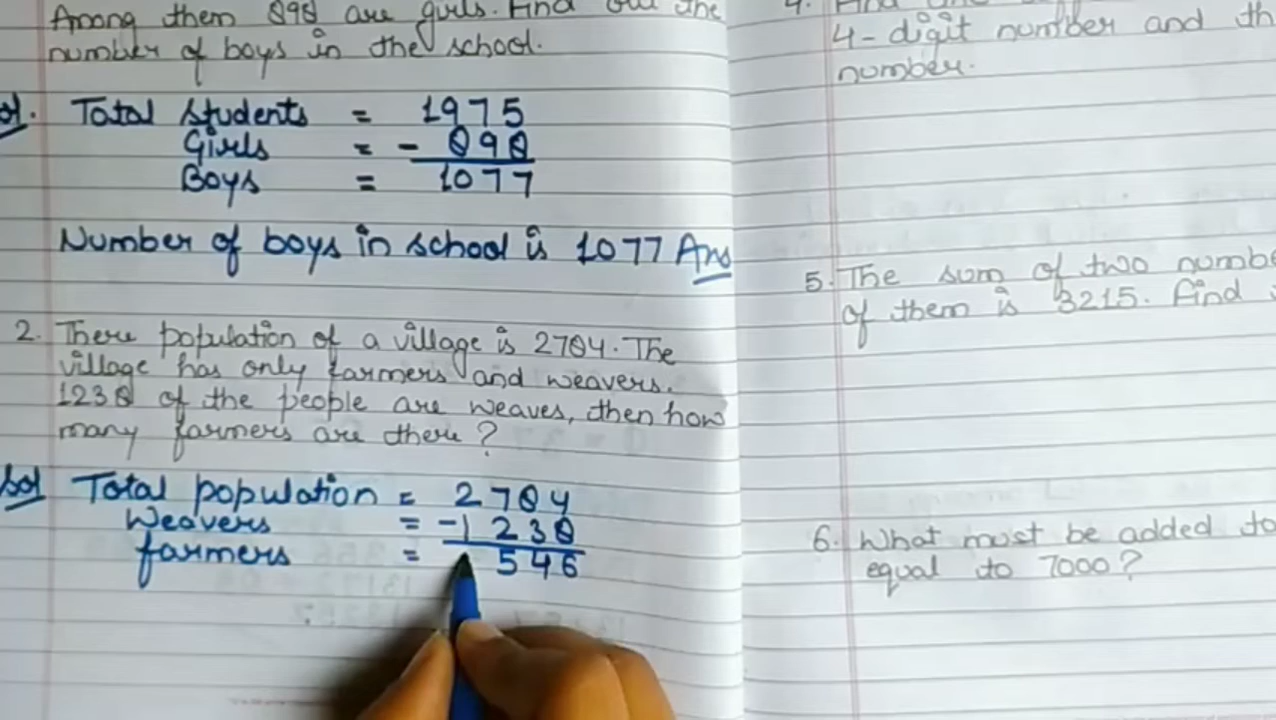 Among them 898 are girls. Find out the
number of boys in the school.
Sol. Total students = 1975
Girls = - 898
Boys = 1077
Number of boys in school is 1077 Ans
2. There population of a village is 2784. The
village has only farmers and weavers.
1238 of the people are weaves, then how
many farmers are there?
Sol Total population = 2784
Weavers = -1238
farmers = 546
4. Find
4-digit number and th
number.
5. The sum of two numbe
of them is 3215. Find
6. What must be added to
equal to 7000?